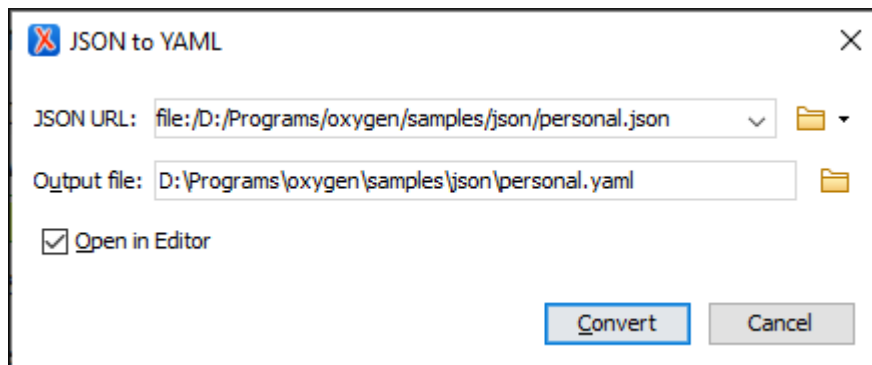 JSON to YAML
JSON URL: file:/D:/Programs/oxygen/samples/json/personal.json
Output file: D:\Programs\oxygen\samples\json\personal.yaml
Open in Editor
Convert Cancel